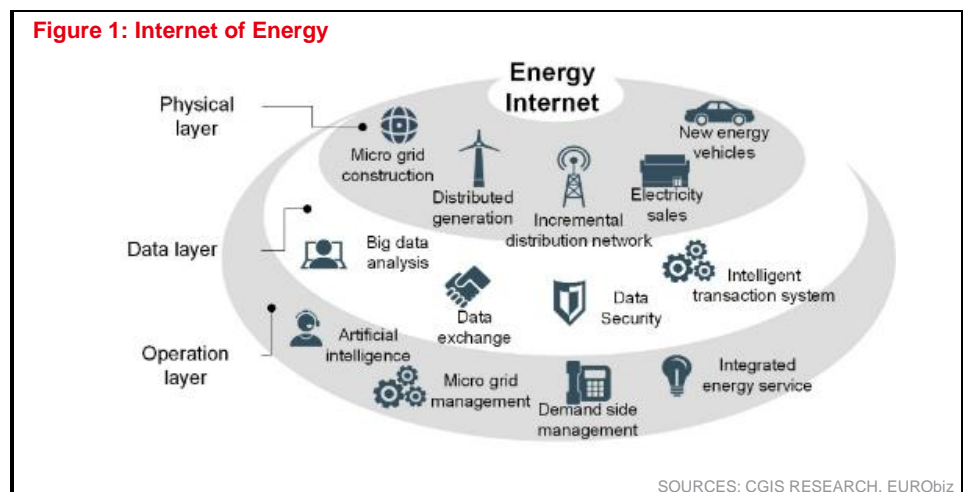 Figure 1: Internet of Energy
Energy
Internet
Physical
layer
Micro grid
construction
Distributed
generation
Incremental
distribution network
Electricity
sales
New energy
vehicles
Data layer
Big data
analysis
Data
exchange
Data
Security
Intelligent
transaction system
Operation
layer
Artificial
intelligence
Micro grid
management
Demand side
management
Integrated
energy service
SOURCES: CGIS RESEARCH, EURObiz